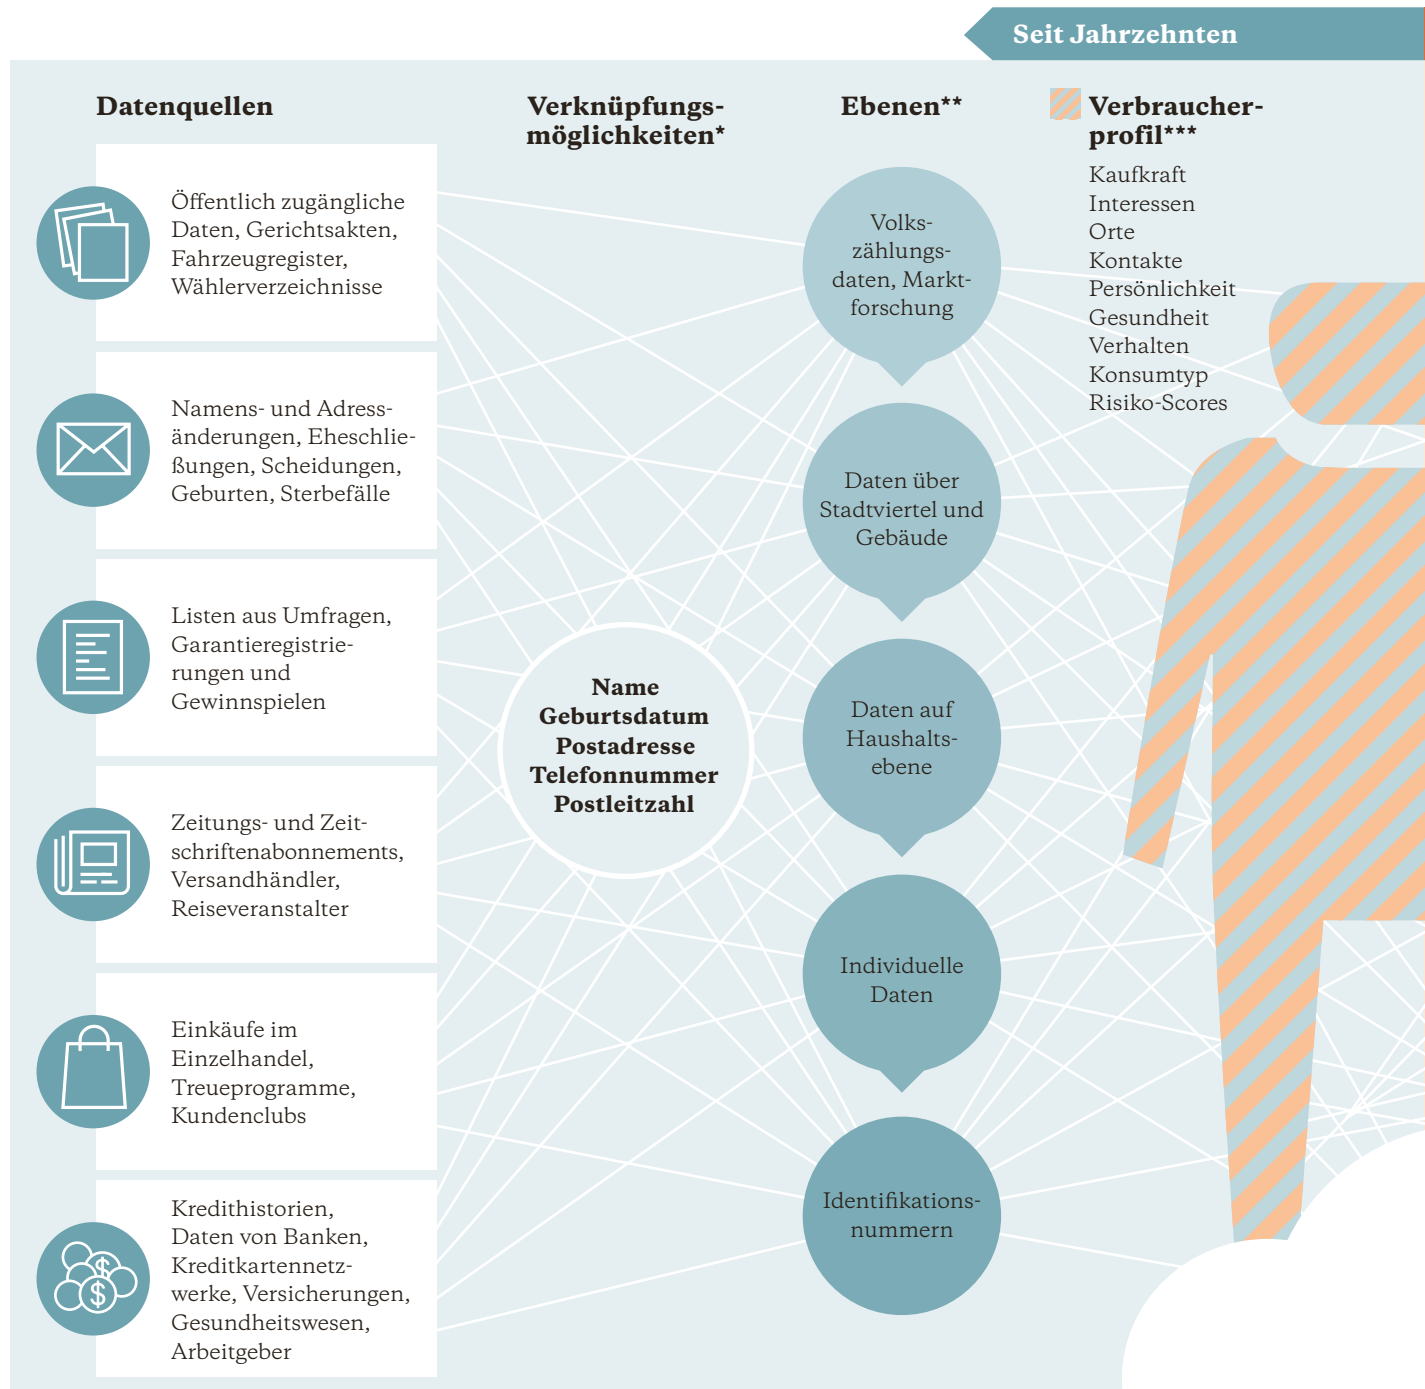 Seit Jahrzehnten
Datenquellen
Öffentlich zugängliche
Daten, Gerichtsakten,
Fahrzeugregister,
Wählerverzeichnisse
Namens- und Adress-
änderungen, Eheschlie-
ßungen, Scheidungen,
Geburten, Sterbefälle
Listen aus Umfragen,
Garantieregistrie-
rungen und
Gewinnspielen
Zeitungs- und Zeit-
schriftenabonnements,
Versandhändler,
Reiseveranstalter
Einkäufe im
Einzelhandel,
Treueprogramme,
Kundenclubs
Kredithistorien,
Daten von Banken,
Kreditkartennetz-
werke, Versicherungen,
Gesundheitswesen,
Arbeitgeber
$
$
Verknüpfungs-
möglichkeiten*
Name
Geburtsdatum
Postadresse
Telefonnummer
Postleitzahl
Ebenen**
Volks-
zählungs-
daten, Markt-
forschung
Daten über
Stadtviertel und
Gebäude
Daten auf
Haushalts-
ebene
Individuelle
Daten
Identifikations-
nummern
Verbraucher-
profil***
Kaufkraft
Interessen
Orte
Kontakte
Persönlichkeit
Gesundheit
Verhalten
Konsumtyp
Risiko-Scores